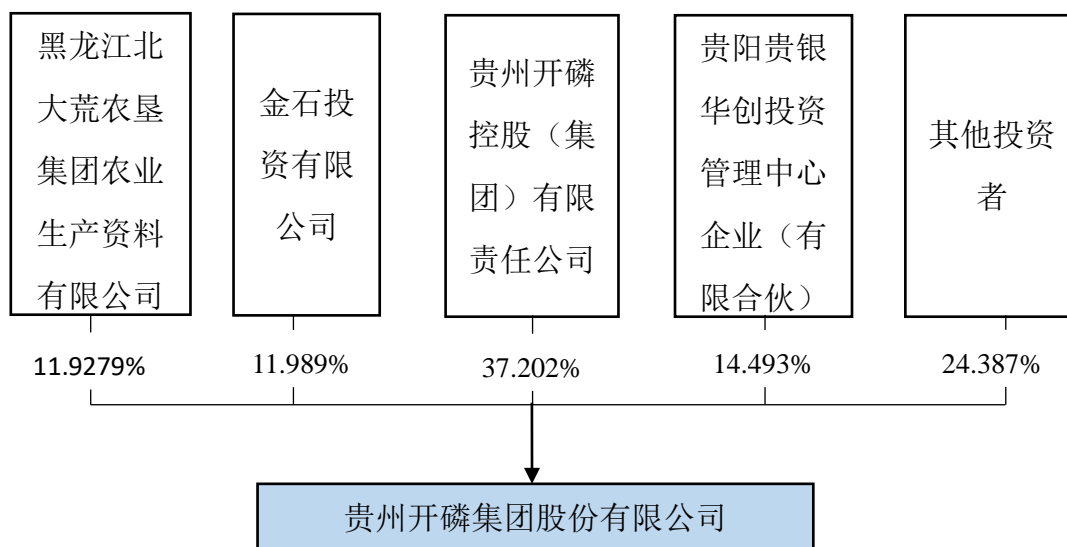 黑龙江北
大荒农垦
集团农业
生产资料
有限公司
金石投
资有限
公司
贵州开磷
控股（集
团）有限
责任公司
贵阳贵银
华创投资
管理中心
企业（有
限合伙）
其他投资
者
11.9279%
11.989%
37.202%
14.493%
24.387%
贵州开磷集团股份有限公司